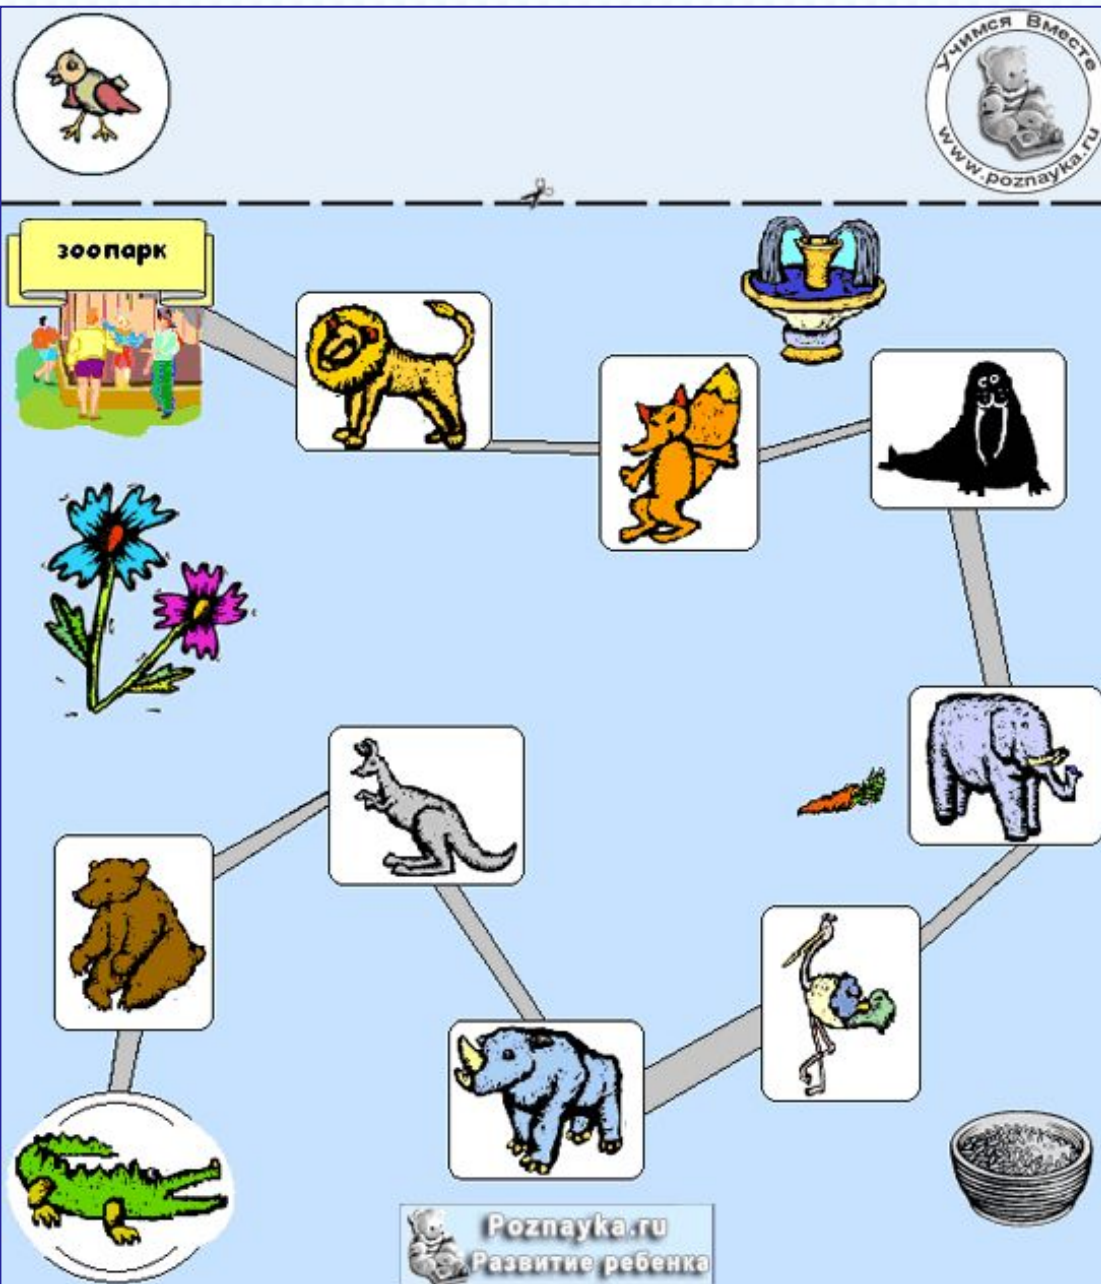 Учимся Вместе
www.poznayka.ru
зоопарк
Poznayka.ru
Развитие ребенка